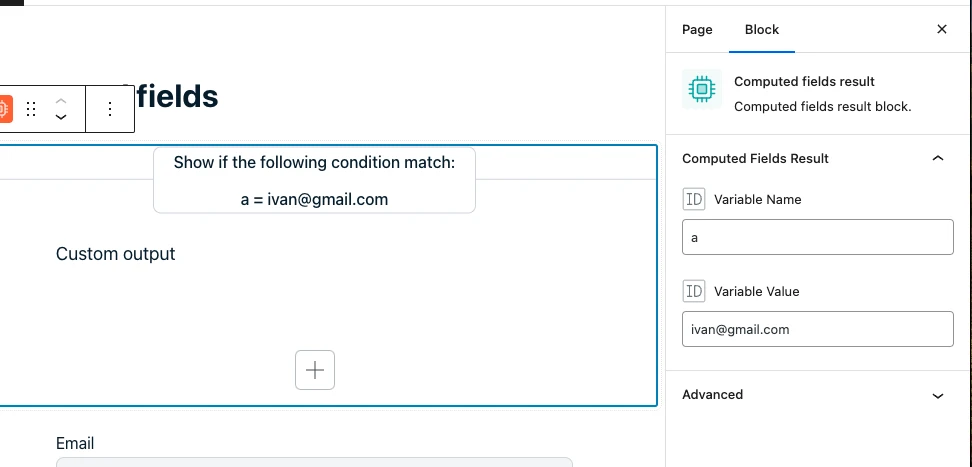 fields
Show if the following condition match:
a = ivan@gmail.com
Custom output
Email
Page
Block
Computed fields result
Computed fields result block.
Computed Fields Result
ID Variable Name
a
ID Variable Value
ivan@gmail.com
Advanced